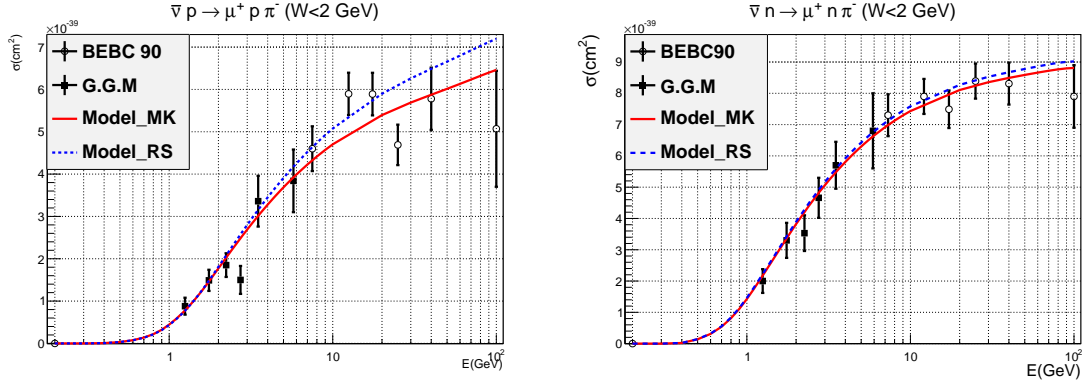 ν̅ p → μ⁺ p π⁻ (W<2 GeV)
×10⁻³⁹
σ(cm²)
7
6
5
4
3
2
1
0
BEBC 90
G.G.M
Model_MK
Model_RS
1
10
10²
E(GeV)
ν̅ n → μ⁺ n π⁻ (W<2 GeV)
×10⁻³⁹
σ(cm²)
9
8
7
6
5
4
3
2
1
0
BEBC90
G.G.M
Model_MK
Model_RS
1
10
10²
E(GeV)